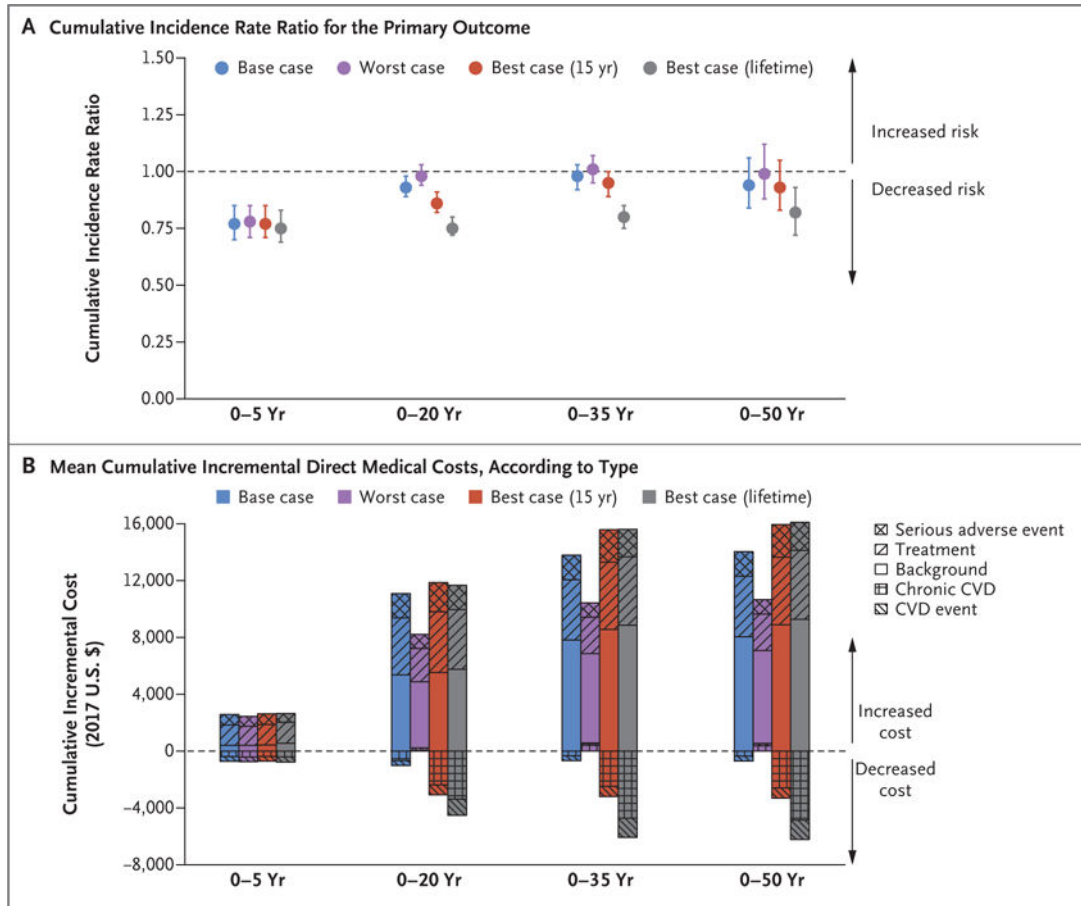 A Cumulative Incidence Rate Ratio for the Primary Outcome
1.50
1.25
1.00
0.75
0.50
0.25
0.00
Cumulative Incidence Rate Ratio
Base case
Worst case
Best case (15 yr)
Best case (lifetime)
Increased risk
Decreased risk
0–5 Yr
0–20 Yr
0–35 Yr
0–50 Yr
B Mean Cumulative Incremental Direct Medical Costs, According to Type
Base case
Worst case
Best case (15 yr)
Best case (lifetime)
16,000
12,000
8,000
4,000
0
–4,000
–8,000
Cumulative Incremental Cost
(2017 U.S. $)
Serious adverse event
Treatment
Background
Chronic CVD
CVD event
Increased
cost
Decreased
cost
0–5 Yr
0–20 Yr
0–35 Yr
0–50 Yr